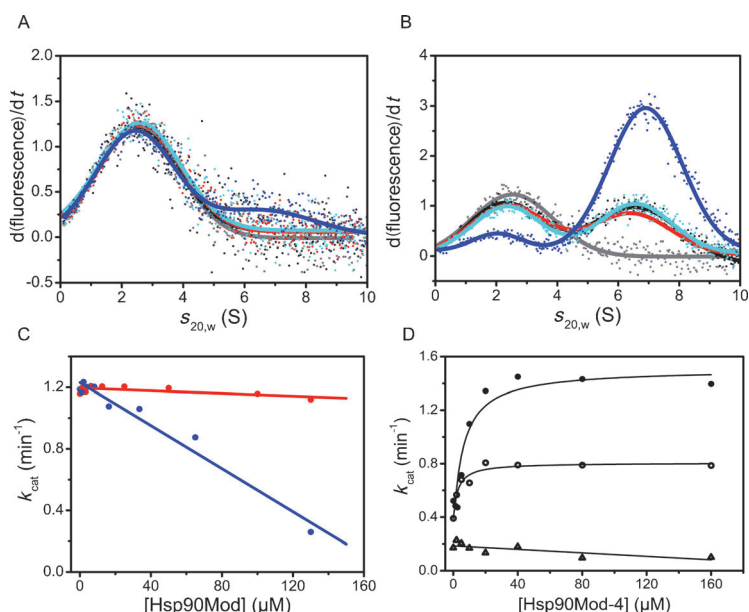 A
B
d(fluorescence)/dt
2.0
1.5
1.0
0.5
0.0
-0.5
0 2 4 6 8 10
s20,w (S)
d(fluorescence)/dt
4
3
2
1
0
0 2 4 6 8 10
s20,w (S)
C
D
kcat (min-1)
1.2
0.8
0.4
0.0
0 40 80 120 160
[Hsp90Mod] (µM)
kcat (min-1)
1.6
1.2
0.8
0.4
0.0
0 40 80 120 160
[Hsp90Mod-4] (µM)